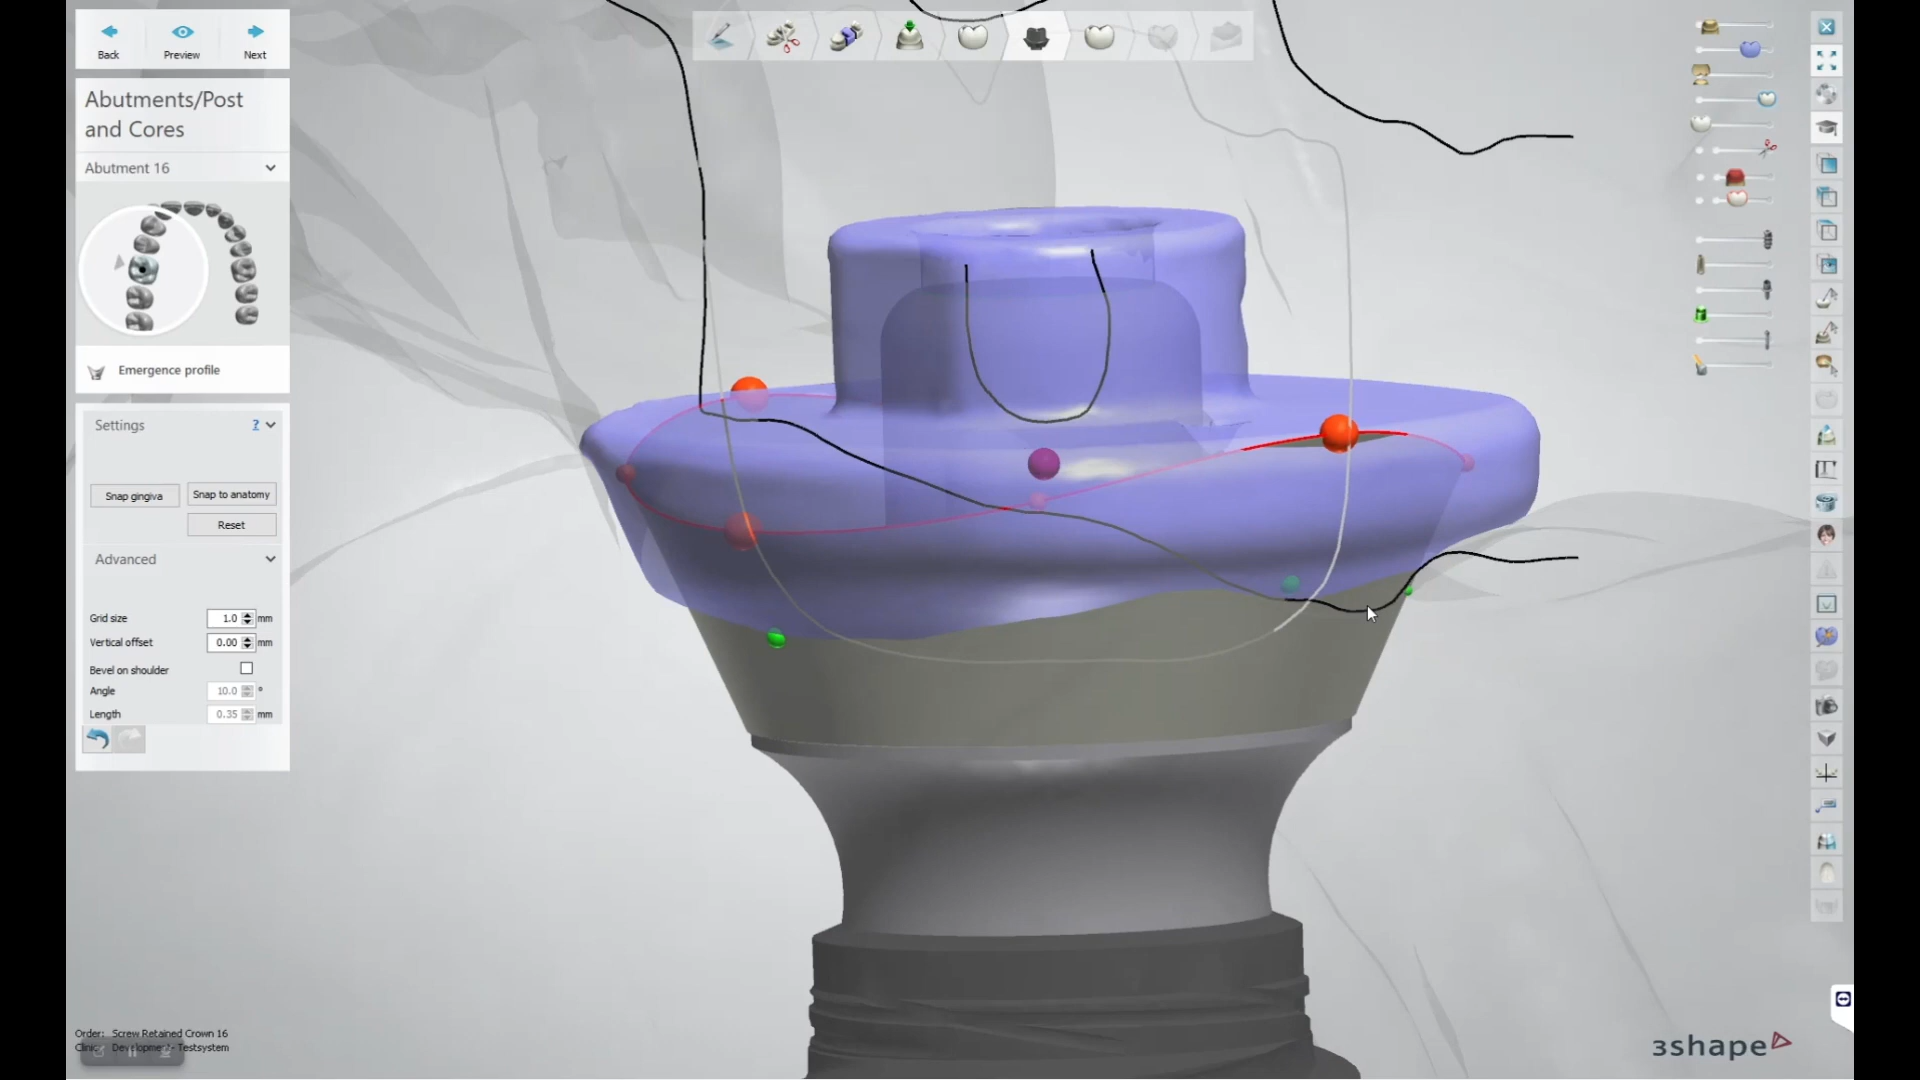 Back
Preview
Next
Abutments/Post
and Cores
Abutment 16
Emergence profile
Settings
?
Snap gingiva
Snap to anatomy
Reset
Advanced
Grid size 1.0 mm
Vertical offset 0.00 mm
Bevel on shoulder
Angle 10.0 °
Length 0.35 mm
Order: Screw Retained Crown 16
Clinic: Development - Testsystem
3shape